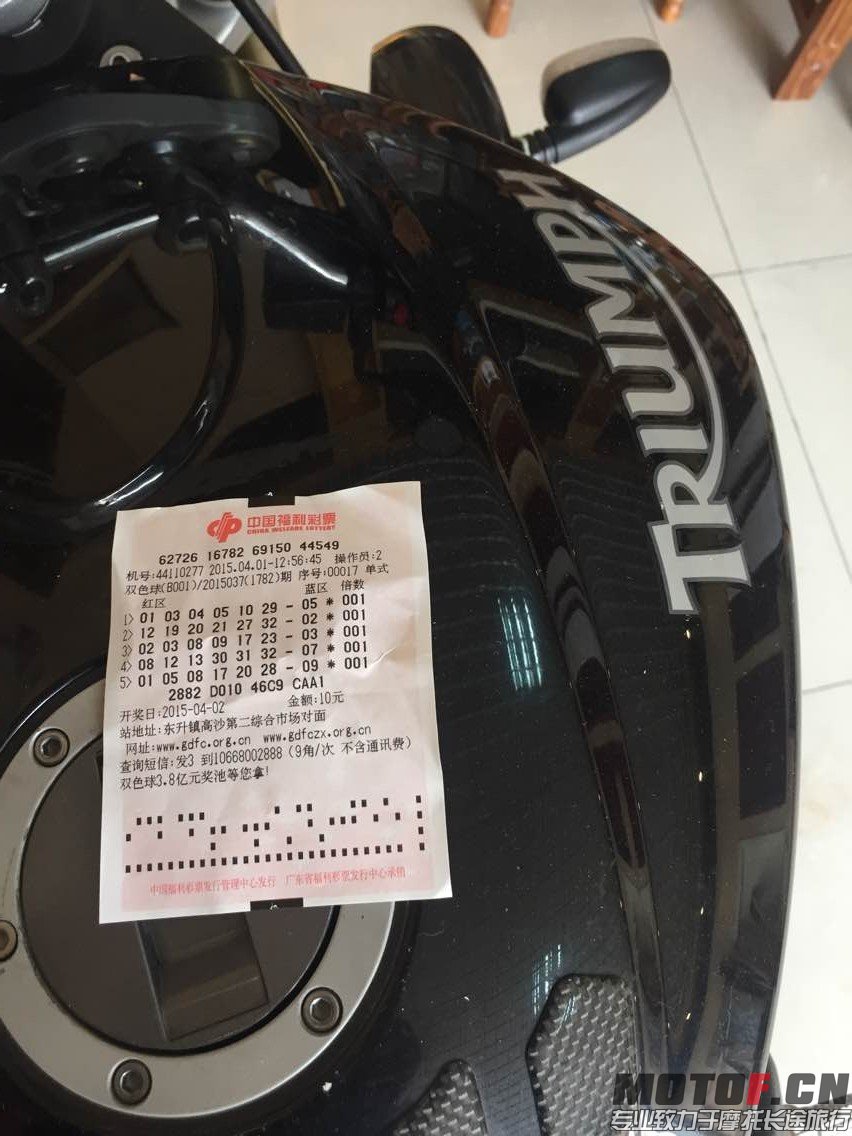 TRIUMPH
中国福利彩票
CHINA WELFARE LOTTERY
62726 16782 69150 44549
机号:44110277 2015.04.01-12:56:45 操作员:2
双色球(B001)/2015037(1782)期 序号:00017 单式
红区 蓝区 倍数
1> 01 03 04 05 10 29 - 05 * 001
2> 12 19 20 21 27 32 - 02 * 001
3> 02 03 08 09 17 23 - 03 * 001
4> 08 12 13 30 31 32 - 07 * 001
5> 01 05 08 17 20 28 - 09 * 001
2882 D010 46C9 CAA1
开奖日:2015-04-02 金额:10元
站地址:东升镇高沙第二综合市场对面
网址:www.gdfc.org.cn www.gdfczx.org.cn
查询短信:发3 到10668002888 (9角/次 不含通讯费)
双色球3.8亿元奖池等您拿!
中国福利彩票发行管理中心发行 广东省福利彩票发行中心承销
MOTOF.CN
专业致力于摩托长途旅行